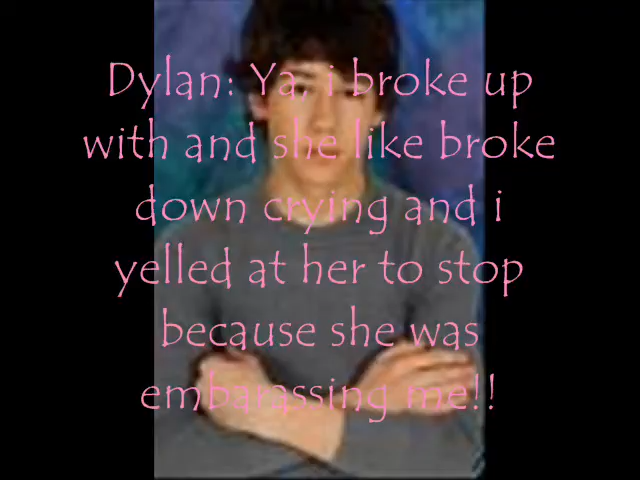 Dylan: Ya, i broke up
with and she like broke
down crying and i
yelled at her to stop
because she was
embarassing me!!